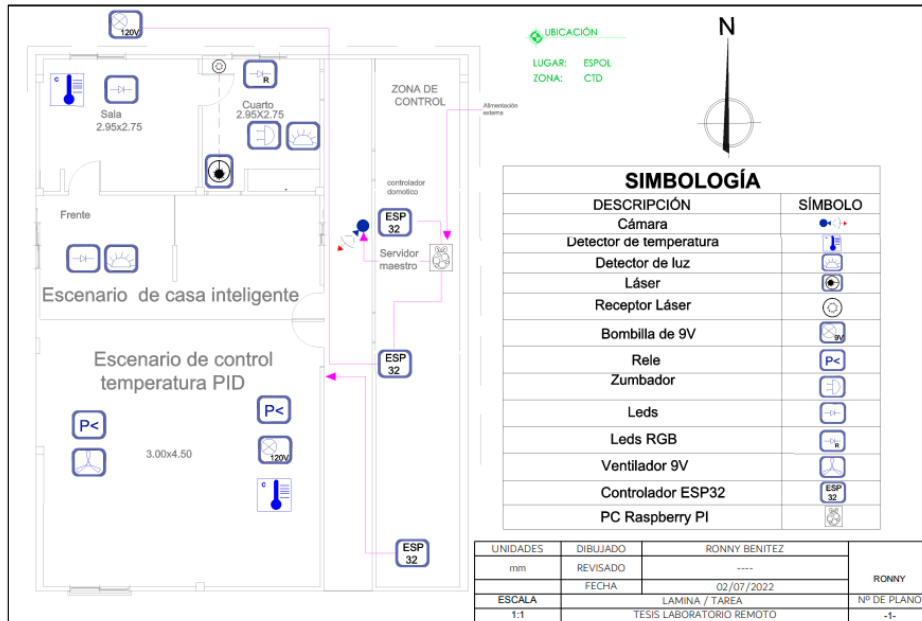 120V
UBICACIÓN
LUGAR: ESPOL
ZONA: CTD
N
C
Sala
2.95x2.75
R
Cuarto
2.95X2.75
ZONA DE
CONTROL
Alimentación
externa
controlador
domotico
ESP
32
Servidor
maestro
Frente
Escenario de casa inteligente
ESP
32
Escenario de control
temperatura PID
P<
P<
3.00x4.50
120V
C
ESP
32
SIMBOLOGÍA
DESCRIPCIÓN SÍMBOLO
Cámara
Detector de temperatura
Detector de luz
Láser
Receptor Láser
Bombilla de 9V 9V
Rele P<
Zumbador
Leds
Leds RGB R
Ventilador 9V
Controlador ESP32 ESP
32
PC Raspberry PI
UNIDADES DIBUJADO RONNY BENITEZ
mm REVISADO ----
FECHA 02/07/2022 RONNY
ESCALA LAMINA / TAREA Nº DE PLANO
1:1 TESIS LABORATORIO REMOTO -1-